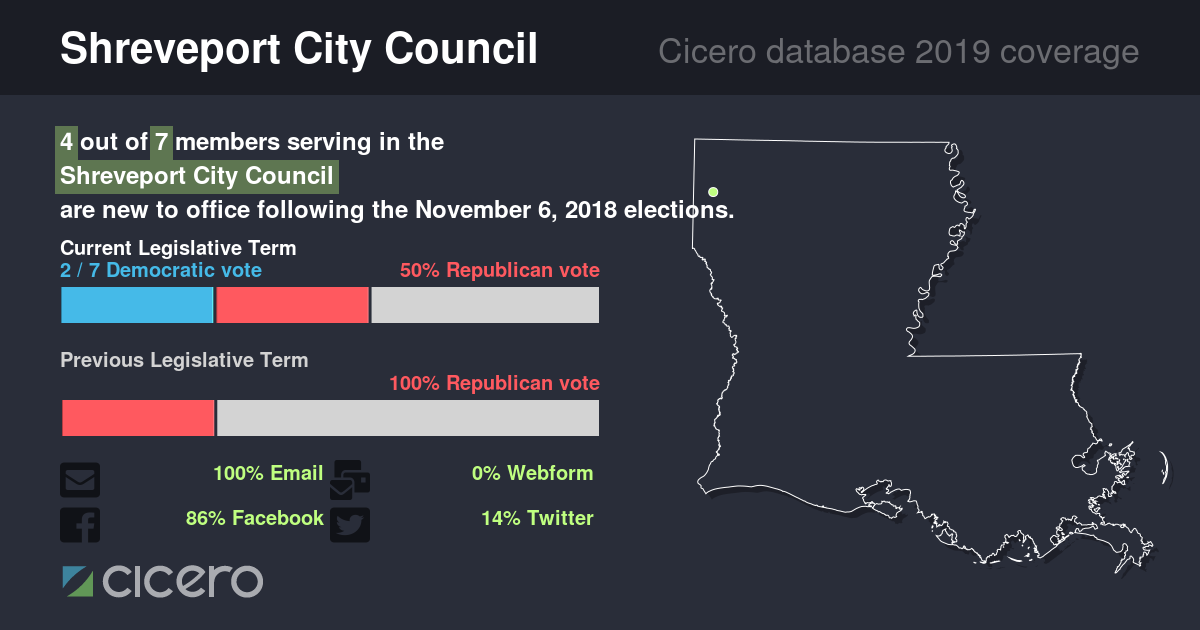 Shreveport City Council
Cicero database 2019 coverage
4 out of 7 members serving in the
Shreveport City Council
are new to office following the November 6, 2018 elections.
Current Legislative Term
2 / 7 Democratic vote
50% Republican vote
Previous Legislative Term
100% Republican vote
100% Email
0% Webform
86% Facebook
14% Twitter
cicero